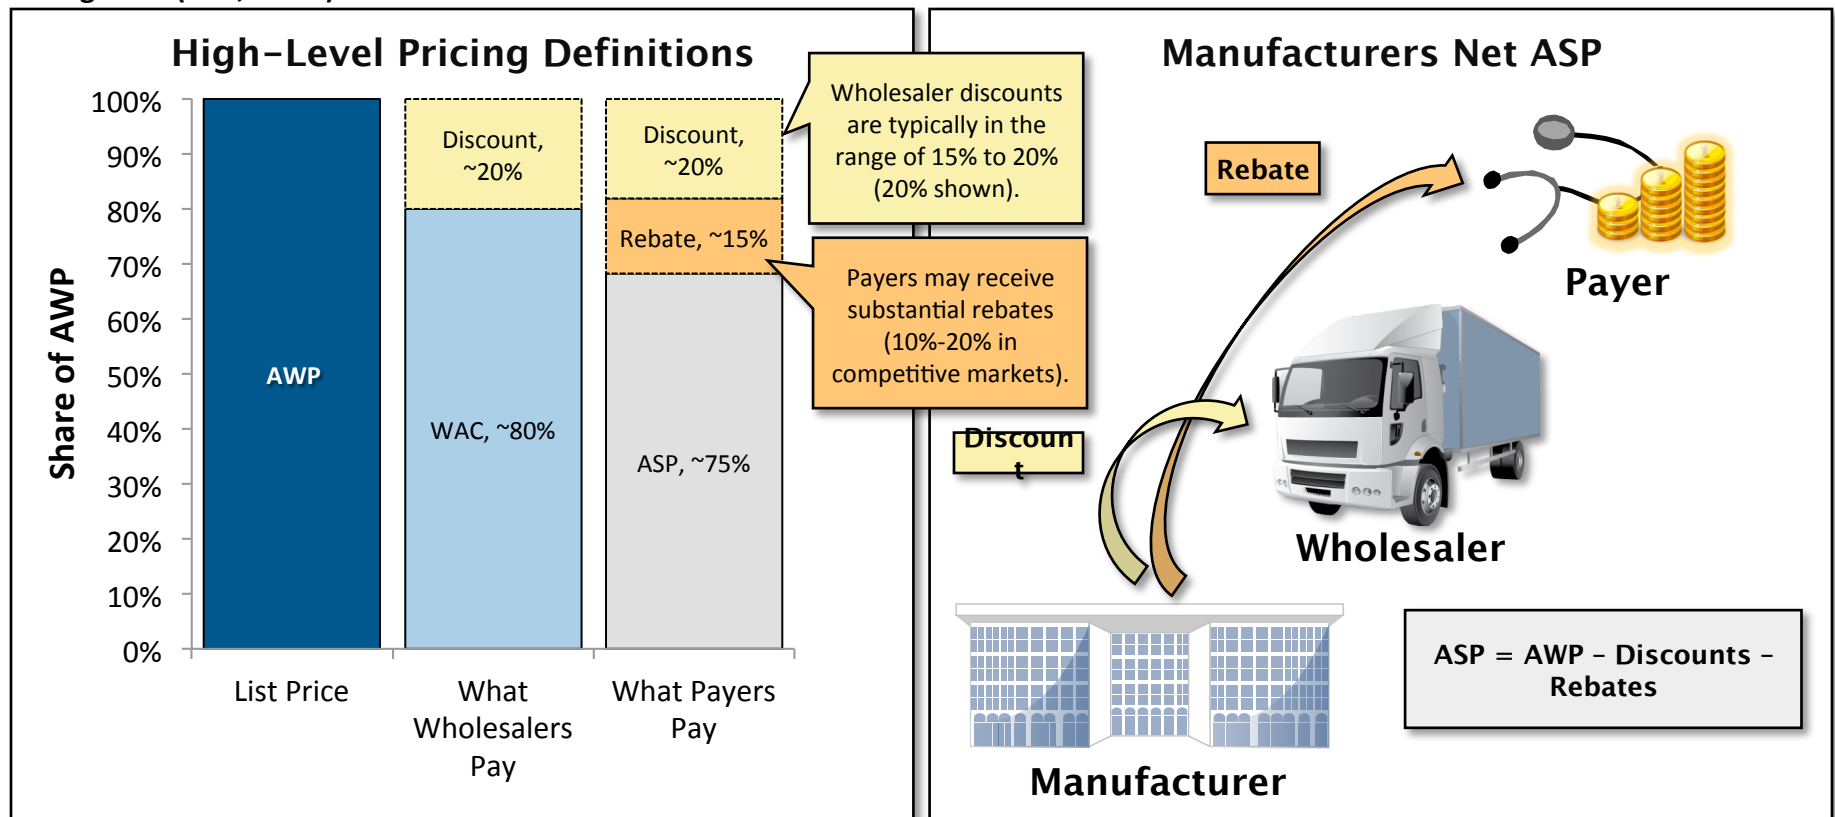 High-Level Pricing Definitions
100%
90%
80%
70%
60%
50%
40%
30%
20%
10%
0%
Share of AWP
AWP
Discount,
~20%
WAC, ~80%
Discount,
~20%
Rebate, ~15%
ASP, ~75%
List Price
What
Wholesalers
Pay
What Payers
Pay
Wholesaler discounts
are typically in the
range of 15% to 20%
(20% shown).
Payers may receive
substantial rebates
(10%-20% in
competitive markets).
Manufacturers Net ASP
Rebate
Payer
Discoun
t
Wholesaler
Manufacturer
ASP = AWP – Discounts –
Rebates